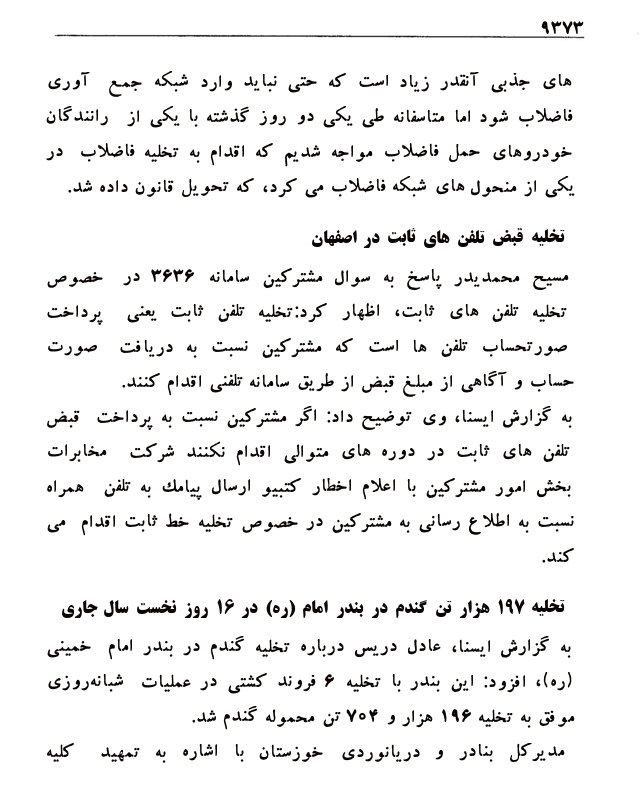 ۹۳۷۳
های جذبی آنقدر زیاد است که حتی نباید وارد شبکه جمع آوری
فاضلاب شود اما متاسفانه طی یکی دو روز گذشته با یکی از رانندگان
خودروهای حمل فاضلاب مواجه شدیم که اقدام به تخلیه فاضلاب در
یکی از منحول های شبکه فاضلاب می کرد، که تحویل قانون داده شد.
تخلیه قبض تلفن های ثابت در اصفهان
مسیح محمدیدر پاسخ به سوال مشترکین سامانه ۳۶۳۶ در خصوص
تخلیه تلفن های ثابت، اظهار کرد:تخلیه تلفن ثابت یعنی پرداخت
صورتحساب تلفن ها است که مشترکین نسبت به دریافت صورت
حساب و آگاهی از مبلغ قبض از طریق سامانه تلفنی اقدام کنند.
به گزارش ایسنا، وی توضیح داد: اگر مشترکین نسبت به پرداخت قبض
تلفن های ثابت در دوره های متوالی اقدام نکنند شرکت مخابرات
بخش امور مشترکین با اعلام اخطار کتبیو ارسال پیامك به تلفن همراه
نسبت به اطلاع رسانی به مشترکین در خصوص تخلیه خط ثابت اقدام می
کند.
تخلیه ۱۹۷ هزار تن گندم در بندر امام (ره) در ۱۶ روز نخست سال جاری
به گزارش ایسنا، عادل دریس درباره تخلیه گندم در بندر امام خمینی
(ره)، افزود: این بندر با تخلیه ۶ فروند کشتی در عملیات شبانه‌روزی
موفق به تخلیه ۱۹۶ هزار و ۷۰۴ تن محموله گندم شد.
مدیرکل بنادر و دریانوردی خوزستان با اشاره به تمهید کلیه